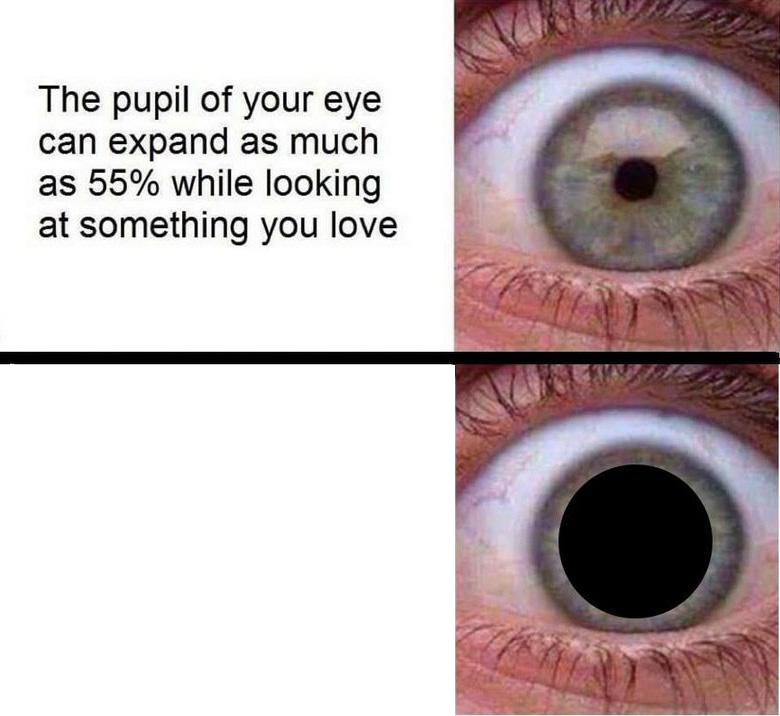 The pupil of your eye
can expand as much
as 55% while looking
at something you love